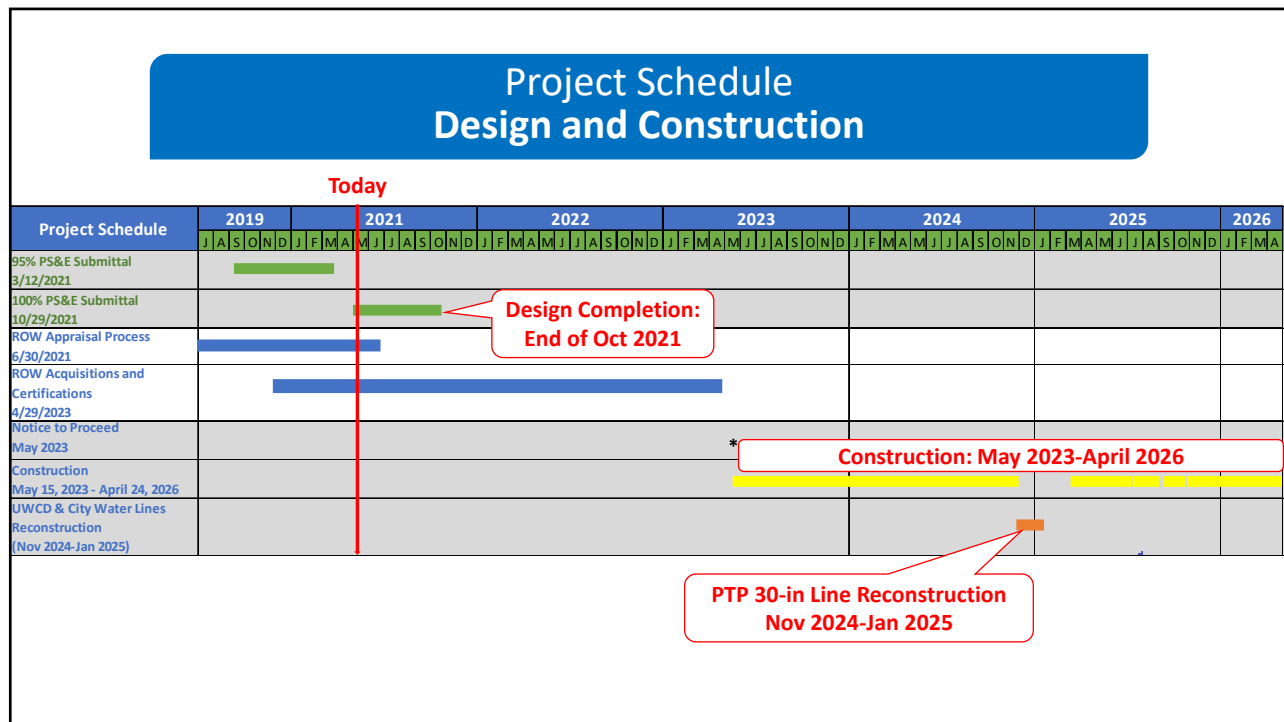 Project Schedule
Design and Construction
Today
Project Schedule
2019 2021 2022 2023 2024 2025 2026
J A S O N D J F M A M J J A S O N D J F M A M J J A S O N D J F M A M J J A S O N D J F M A M J J A S O N D J F M A M J J A S O N D J F M A
95% PS&E Submittal
3/12/2021
100% PS&E Submittal
10/29/2021
Design Completion:
End of Oct 2021
ROW Appraisal Process
6/30/2021
ROW Acquisitions and
Certifications
4/29/2023
Notice to Proceed
May 2023
*
Construction: May 2023-April 2026
Construction
May 15, 2023 - April 24, 2026
UWCD & City Water Lines
Reconstruction
(Nov 2024-Jan 2025)
PTP 30-in Line Reconstruction
Nov 2024-Jan 2025